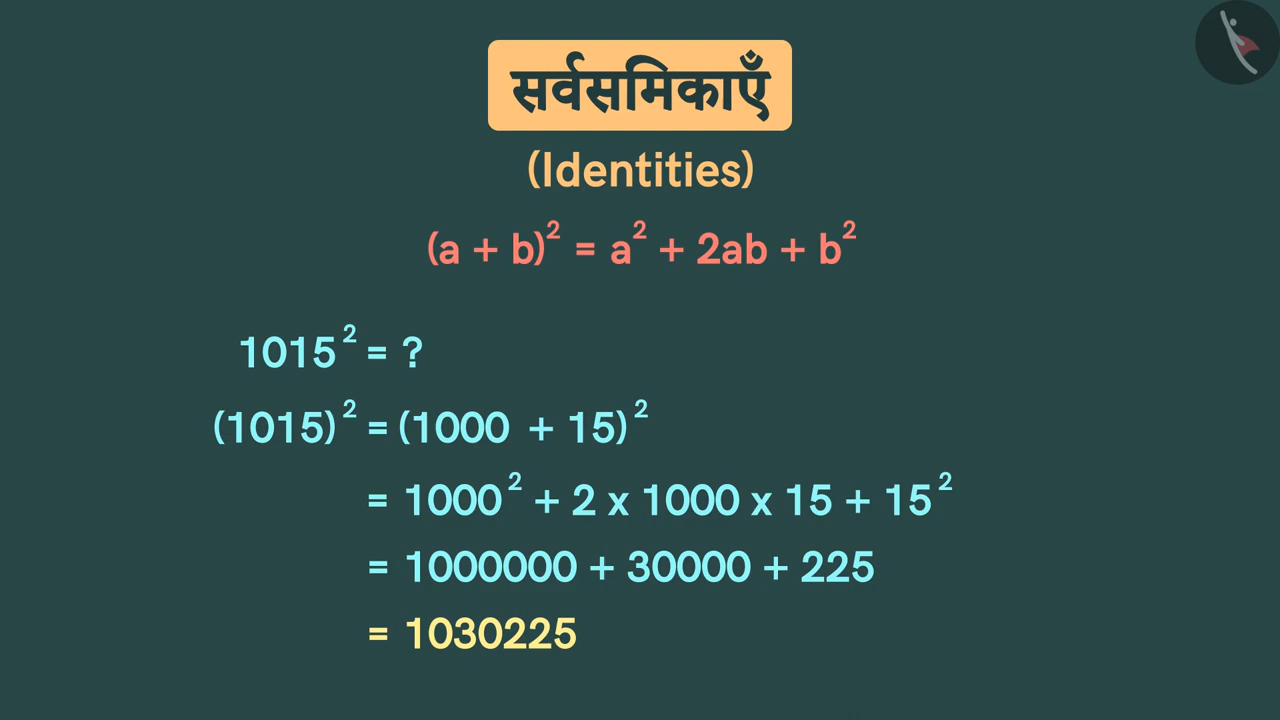 सर्वसमिकाएँ
(Identities)
(a + b)² = a² + 2ab + b²
1015² = ?
(1015)² = (1000 + 15)²
= 1000² + 2 x 1000 x 15 + 15²
= 1000000 + 30000 + 225
= 1030225